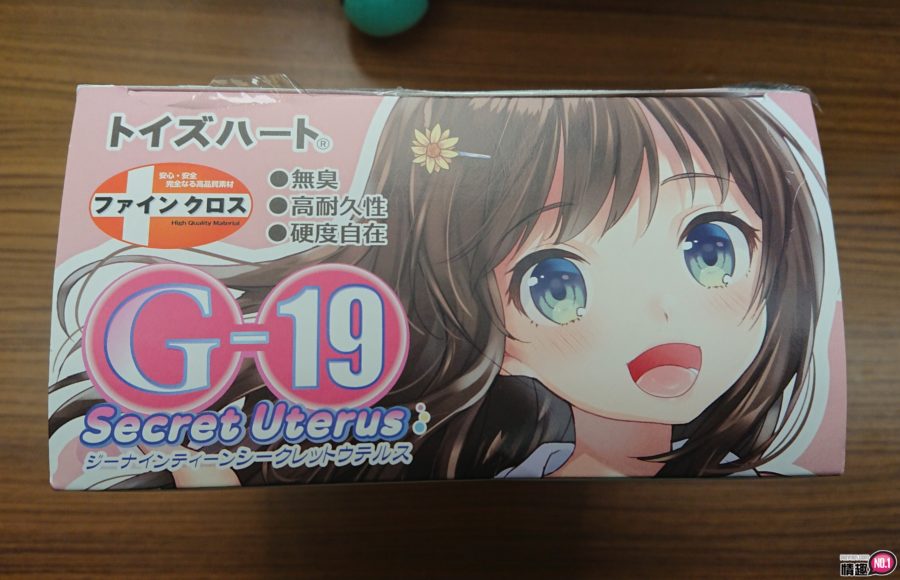 トイズハート®
安心・安全
完全なる高品質素材
ファインクロス
High Quality Material
●無臭
●高耐久性
●硬度自在
G-19
Secret Uterus
ジーナインティーンシークレットウテルス
情趣
NO.1